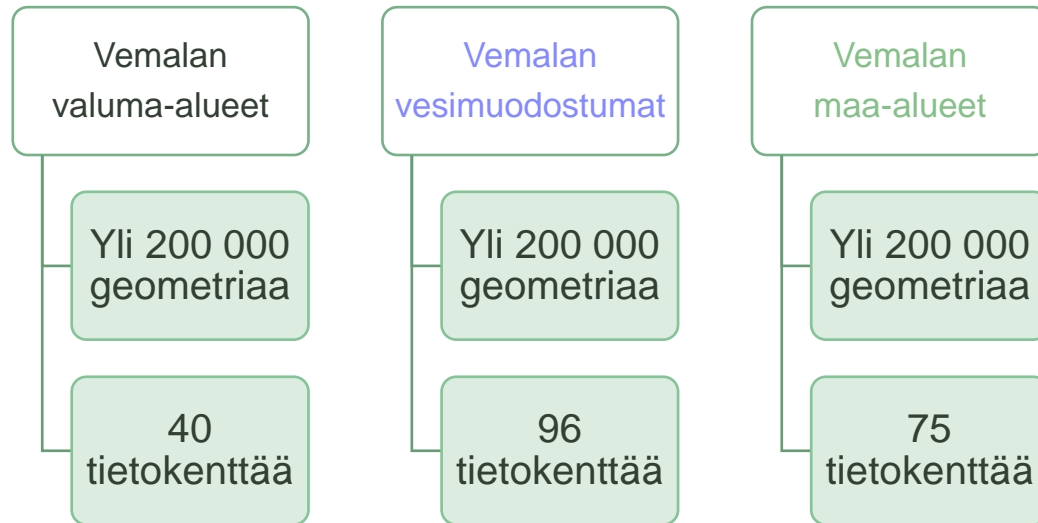 Vemalan
valuma-alueet
Yli 200 000
geometriaa
40
tietokenttää
Vemalan
vesimuodostumat
Yli 200 000
geometriaa
96
tietokenttää
Vemalan
maa-alueet
Yli 200 000
geometriaa
75
tietokenttää